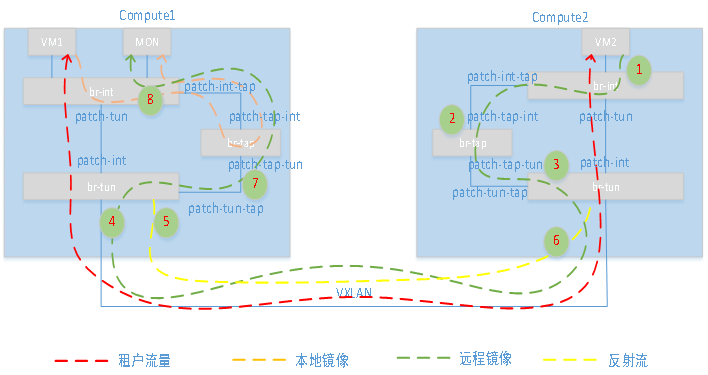 Compute1
Compute2
VM1
MON
VM2
1
patch-int-tap
br-int
8
patch-int-tap
br-int
patch-tun
patch-tap-int
2
patch-tap-int
patch-tun
br-tap
br-tap
patch-int
patch-tap-tun
patch-tap-tun
3
patch-int
br-tun
7
patch-tun-tap
patch-tun-tap
br-tun
4
5
6
VXLAN
租户流量
本地镜像
远程镜像
反射流